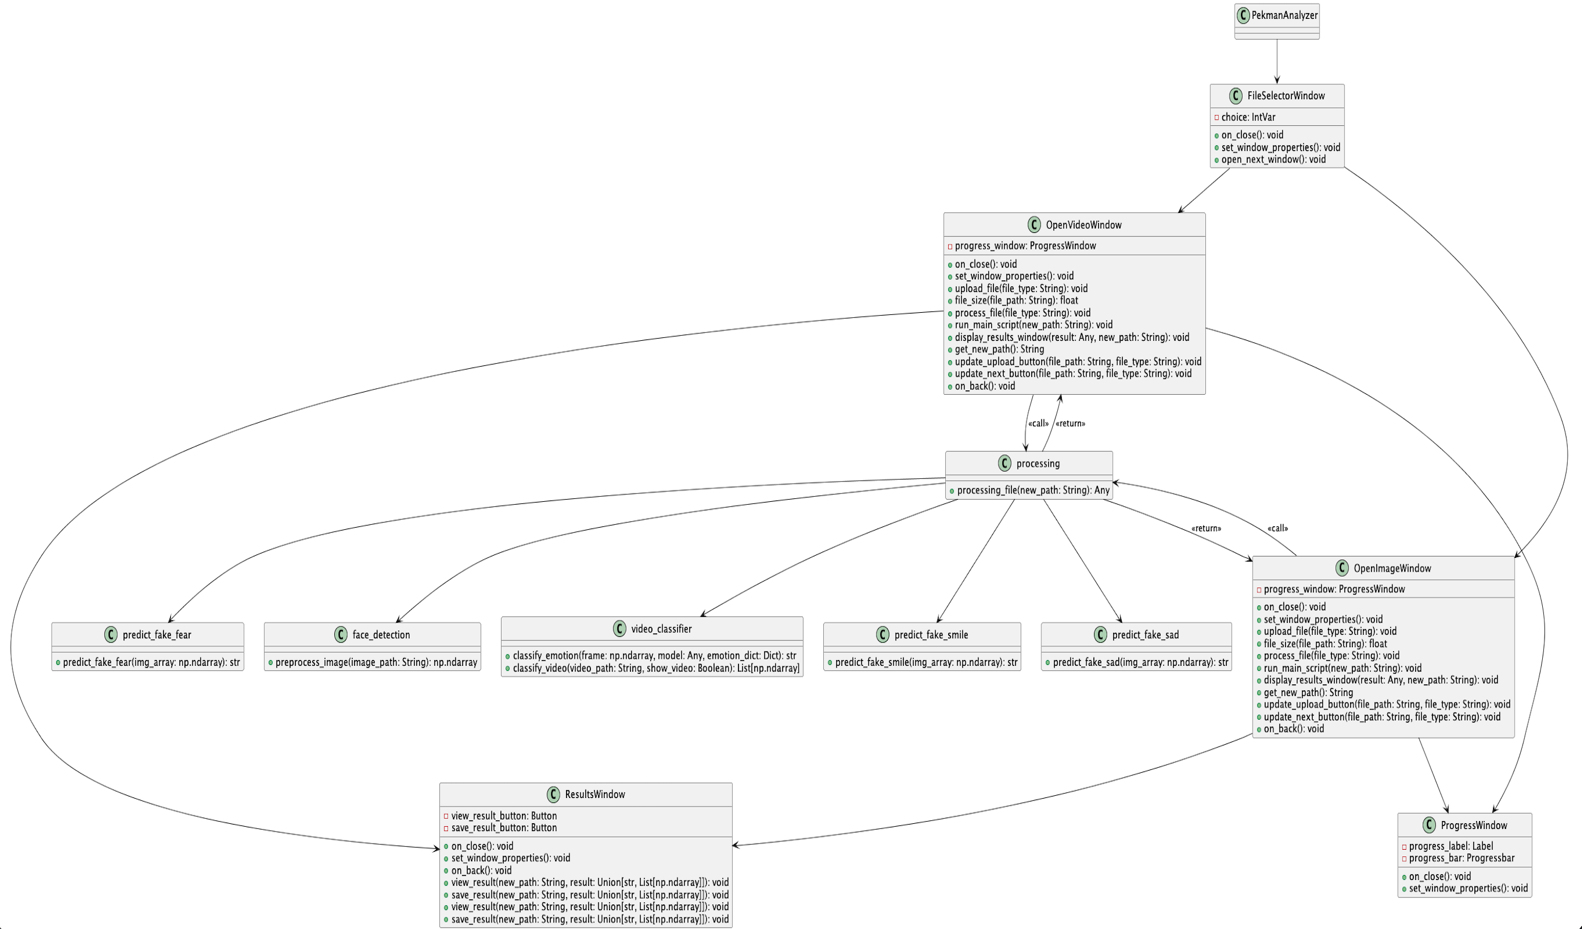 C PekmanAnalyzer
C FileSelectorWindow
choice: IntVar
on_close(): void
set_window_properties(): void
open_next_window(): void
C OpenVideoWindow
progress_window: ProgressWindow
on_close(): void
set_window_properties(): void
upload_file(file_type: String): void
file_size(file_path: String): float
process_file(file_type: String): void
run_main_script(new_path: String): void
display_results_window(result: Any, new_path: String): void
get_new_path(): String
update_upload_button(file_path: String, file_type: String): void
update_next_button(file_path: String, file_type: String): void
on_back(): void
«call» «return»
C processing
processing_file(new_path: String): Any
«return» «call»
C OpenImageWindow
progress_window: ProgressWindow
on_close(): void
set_window_properties(): void
upload_file(file_type: String): void
file_size(file_path: String): float
process_file(file_type: String): void
run_main_script(new_path: String): void
display_results_window(result: Any, new_path: String): void
get_new_path(): String
update_upload_button(file_path: String, file_type: String): void
update_next_button(file_path: String, file_type: String): void
on_back(): void
C predict_fake_fear
predict_fake_fear(img_array: np.ndarray): str
C face_detection
preprocess_image(image_path: String): np.ndarray
C video_classifier
classify_emotion(frame: np.ndarray, model: Any, emotion_dict: Dict): str
classify_video(video_path: String, show_video: Boolean): List[np.ndarray]
C predict_fake_smile
predict_fake_smile(img_array: np.ndarray): str
C predict_fake_sad
predict_fake_sad(img_array: np.ndarray): str
C ResultsWindow
view_result_button: Button
save_result_button: Button
on_close(): void
set_window_properties(): void
on_back(): void
view_result(new_path: String, result: Union[str, List[np.ndarray]]): void
save_result(new_path: String, result: Union[str, List[np.ndarray]]): void
view_result(new_path: String, result: Union[str, List[np.ndarray]]): void
save_result(new_path: String, result: Union[str, List[np.ndarray]]): void
C ProgressWindow
progress_label: Label
progress_bar: Progressbar
on_close(): void
set_window_properties(): void